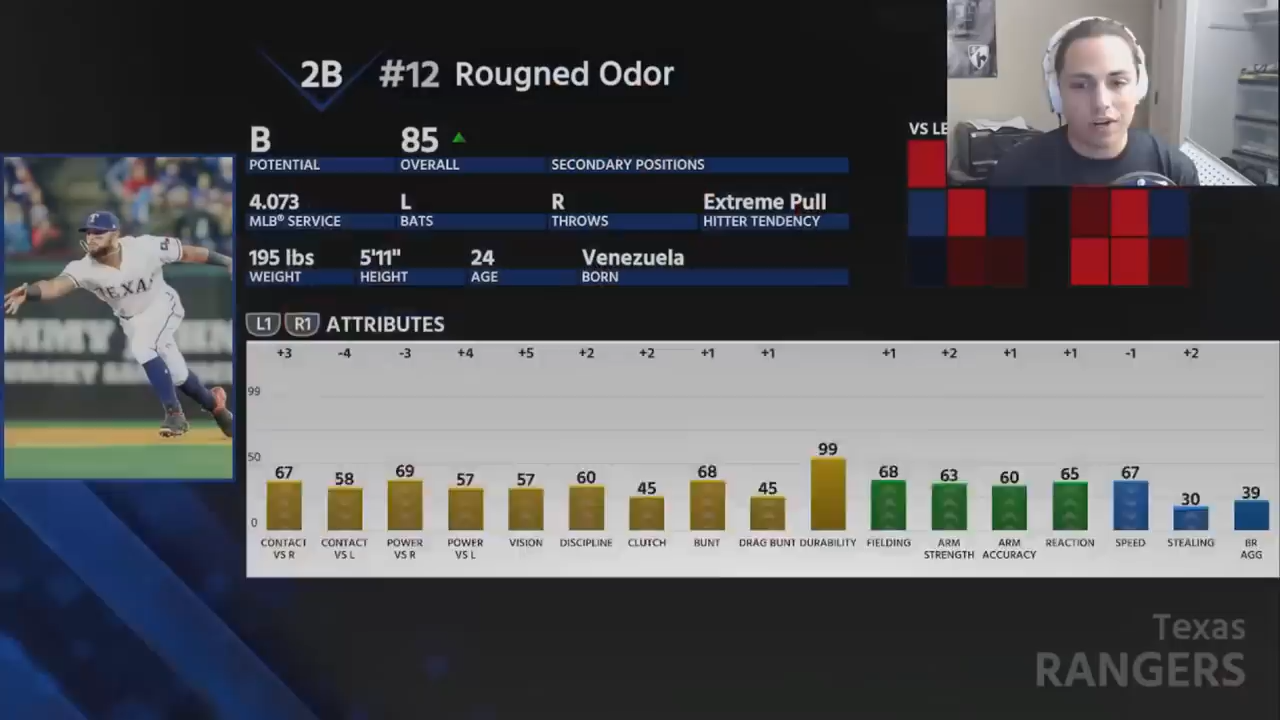 2B #12 Rougned Odor
B 85
POTENTIAL OVERALL SECONDARY POSITIONS
VS LE
4.073 L R Extreme Pull
MLB® SERVICE BATS THROWS HITTER TENDENCY
195 lbs 5'11" 24 Venezuela
WEIGHT HEIGHT AGE BORN
L1 R1 ATTRIBUTES
+3 -4 -3 +4 +5 +2 +2 +1 +1 +1 +2 +1 +1 -1 +2
99
50
0
67 58 69 57 57 60 45 68 45 99 68 63 60 65 67 30 39
CONTACT VS R CONTACT VS L POWER VS R POWER VS L VISION DISCIPLINE CLUTCH BUNT DRAG BUNT DURABILITY FIELDING ARM STRENGTH ARM ACCURACY REACTION SPEED STEALING BR AGG
TEXAS
Texas
RANGERS